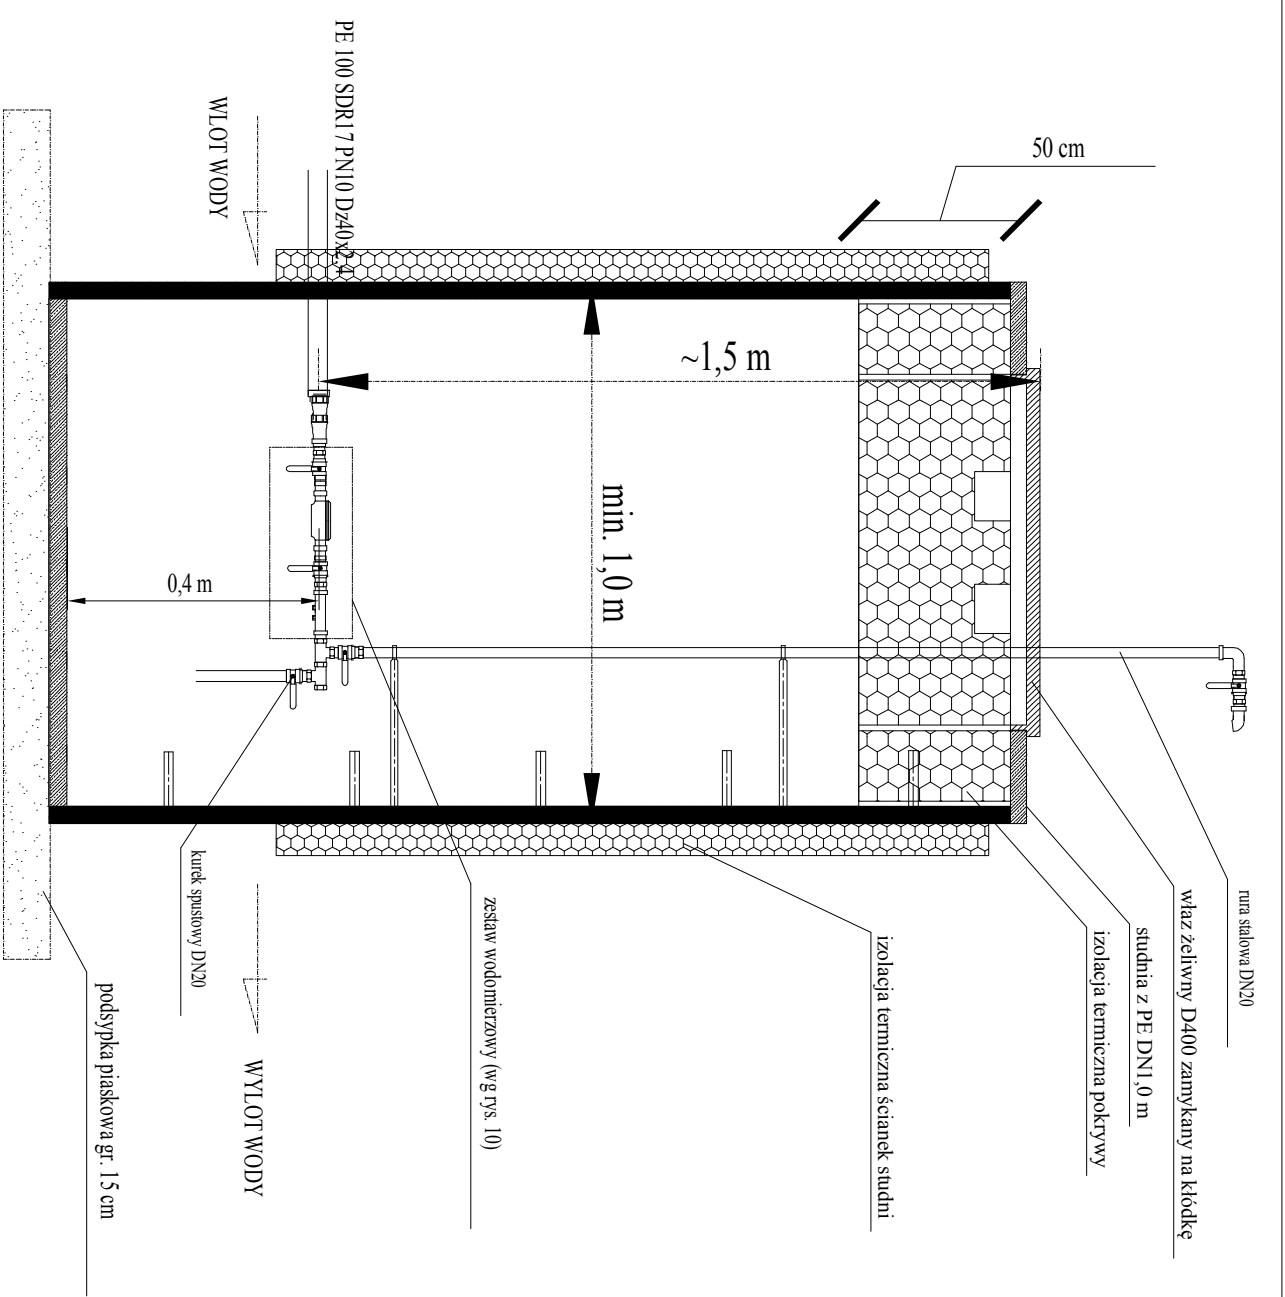 50 cm
PE 100 SDR17 PN10 Dz40x2,4
WLOT WODY
~1,5 m
min. 1,0 m
0,4 m
rura stalowa DN20
właz żeliwny D400 zamykany na kłódkę
studnia z PE DN1,0 m
izolacja termiczna pokrywy
izolacja termiczna ścianek studni
zestaw wodomierzowy (wg rys. 10)
WYLOT WODY
kurek spustowy DN20
podsypka piaskowa gr. 15 cm